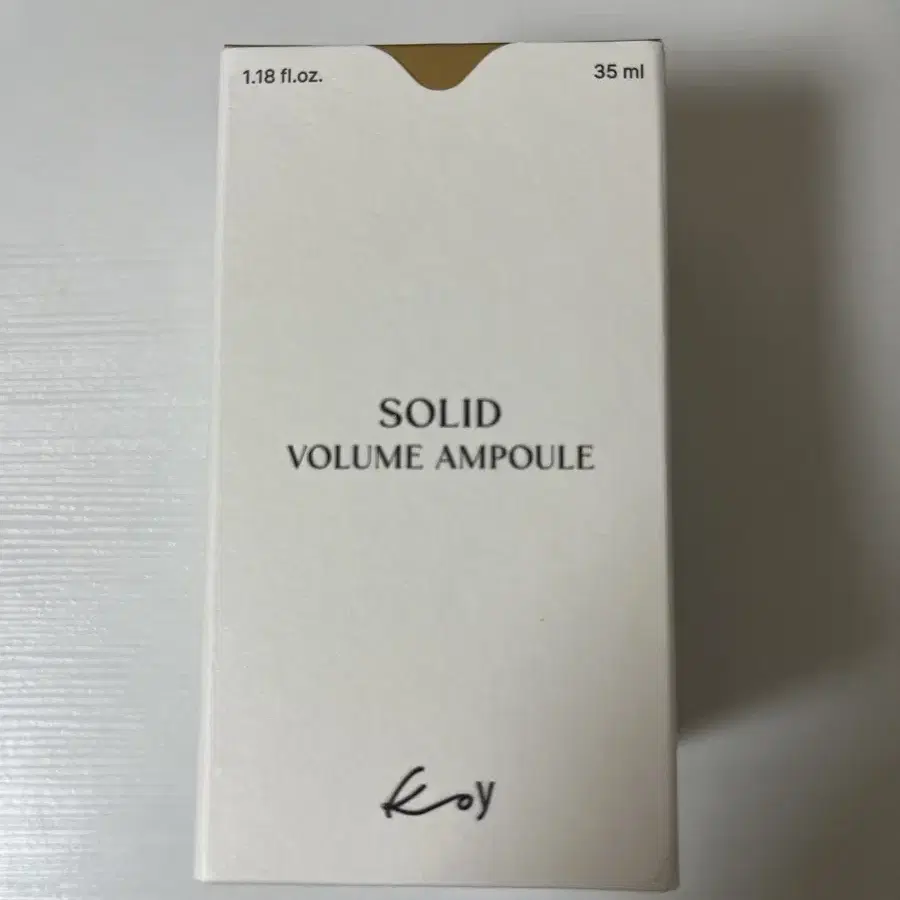 1.18 fl.oz. 35 ml
SOLID
VOLUME AMPOULE
Koy